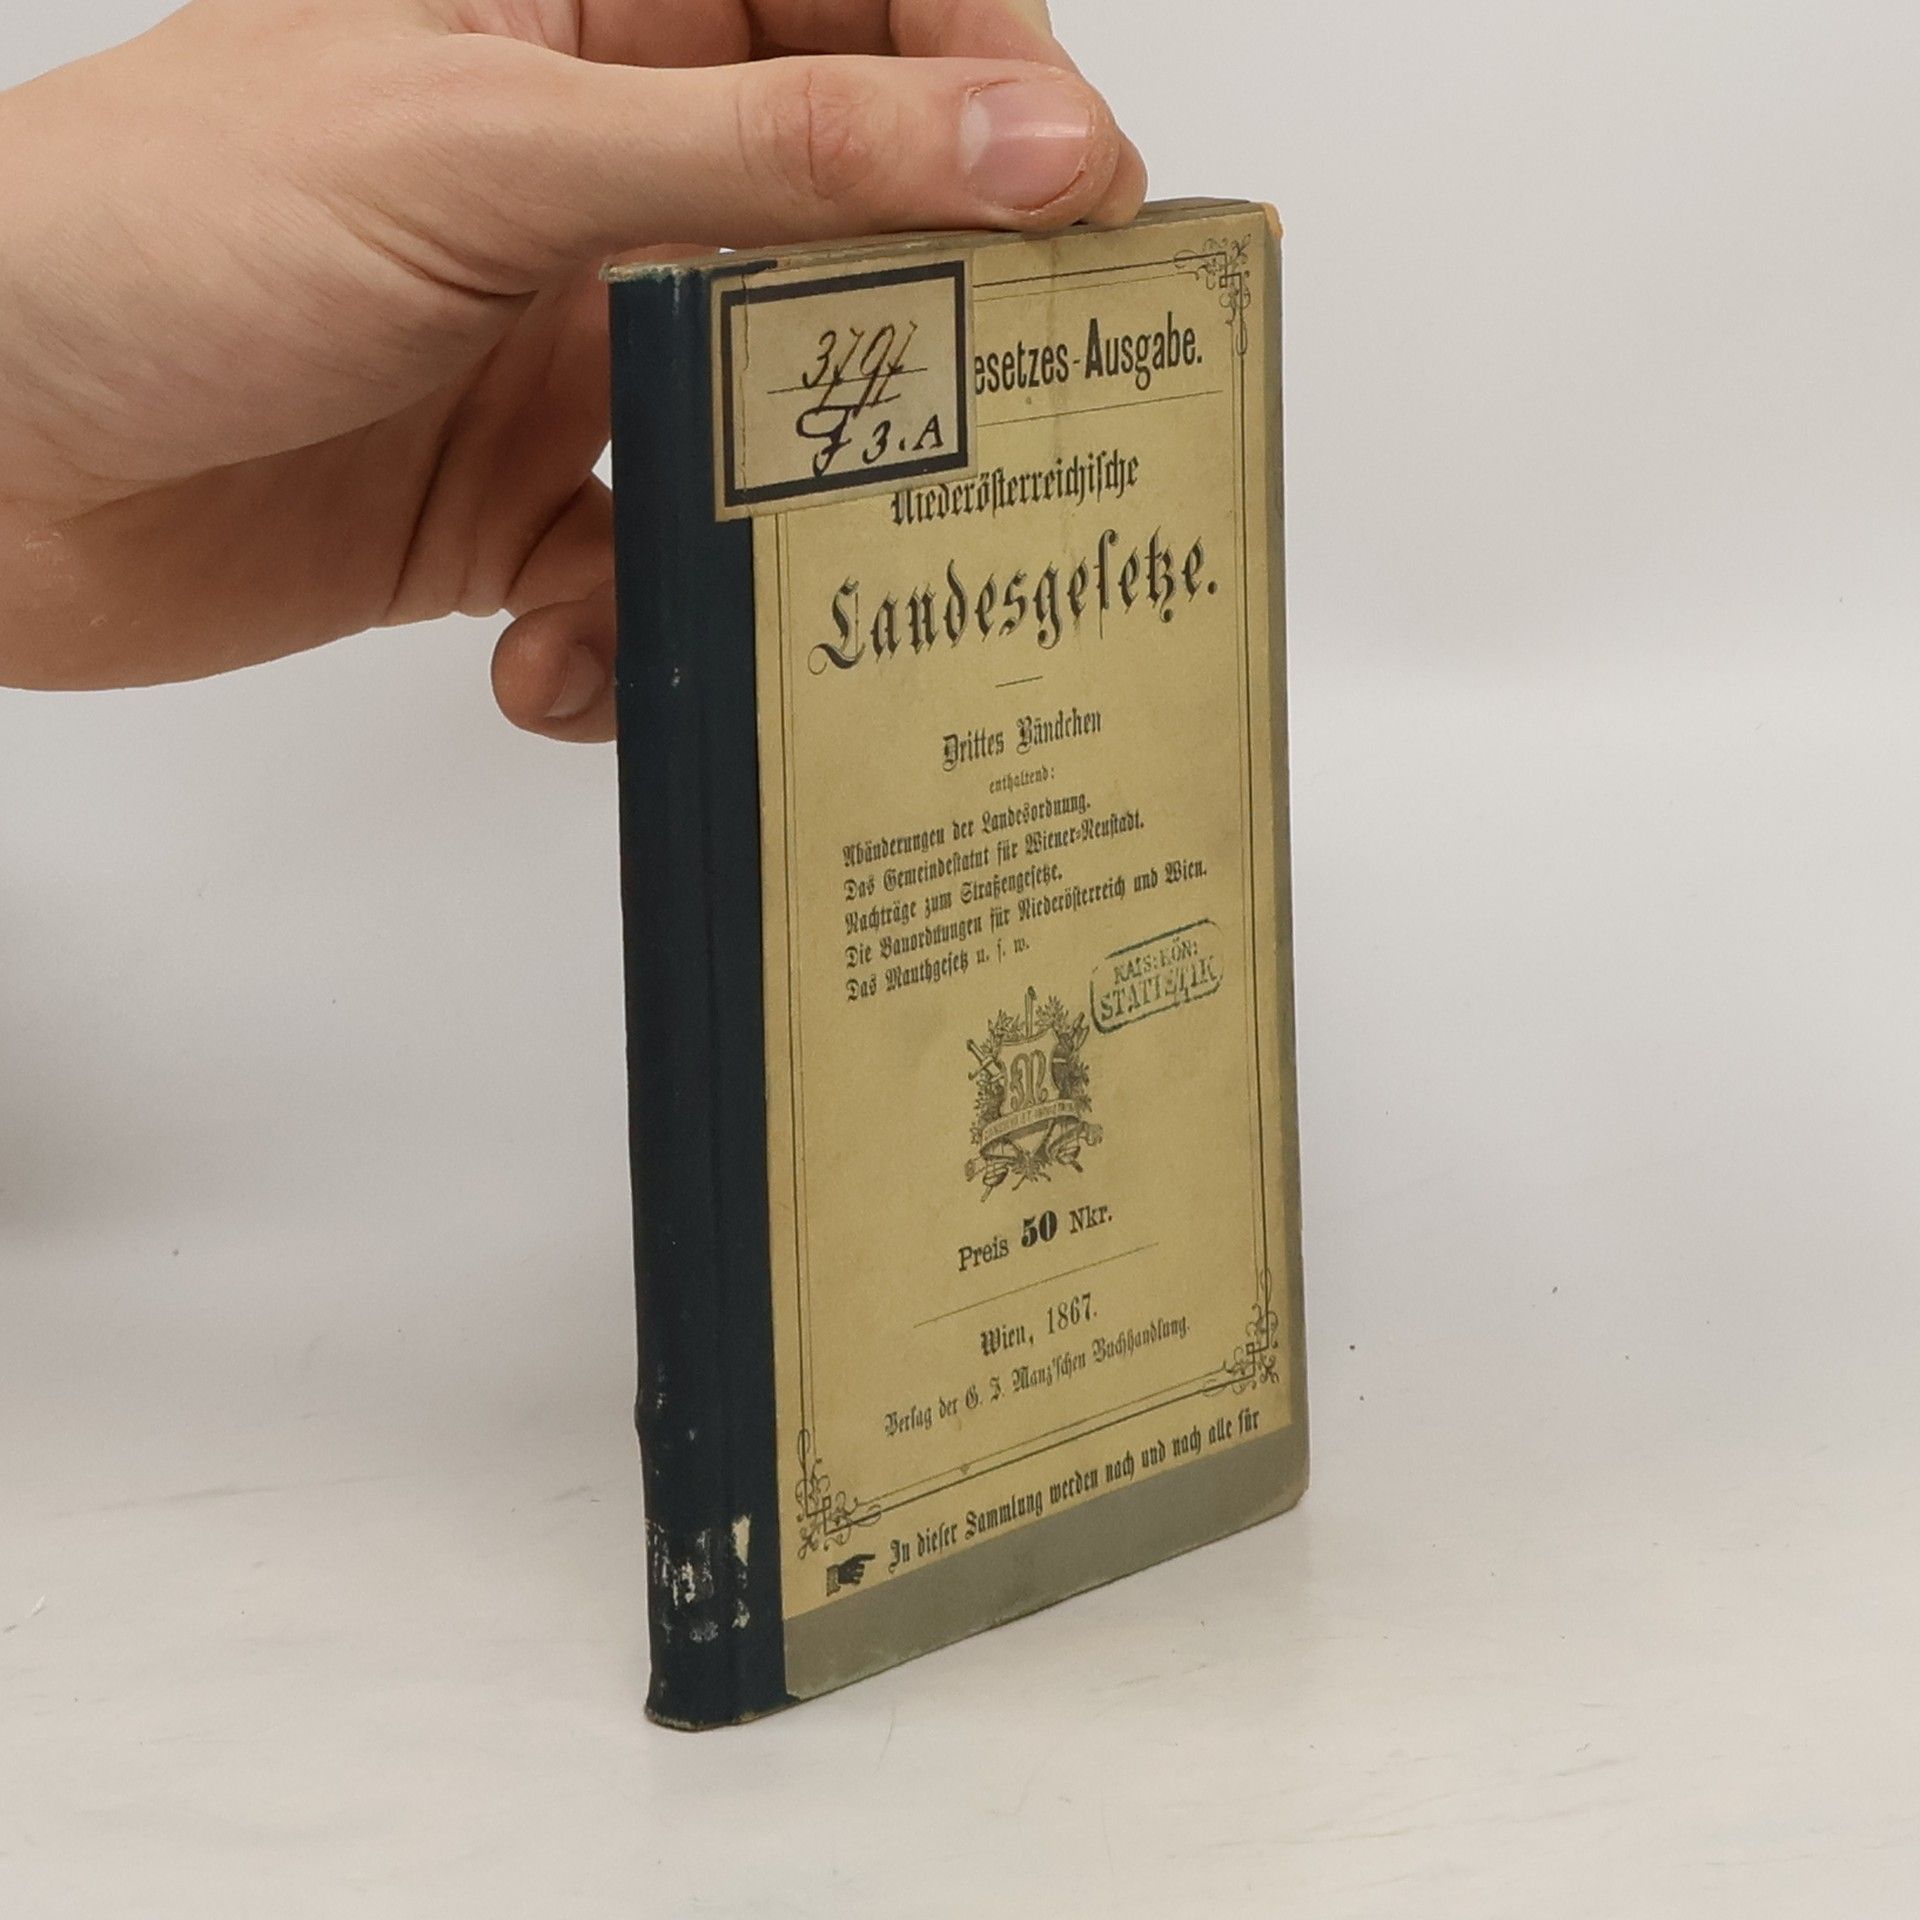 3797
F 3. A
esetzes-Ausgabe.
Niederösterreichische
Landesgesetze.
Drittes Bändchen
enthaltend:
Abänderungen der Landesordnung.
Das Gemeindestatut für Wiener-Neustadt.
Nachträge zum Straßengesetze.
Die Bauordnungen für Niederösterreich und Wien.
Das Mauthgesetz u. s. w.
KAIS: KÖN:
STATISTIK
M
Preis 50 Nkr.
Wien, 1867.
Verlag der G. J. Manz'schen Buchhandlung.
In dieser Sammlung werden nach und nach alle für